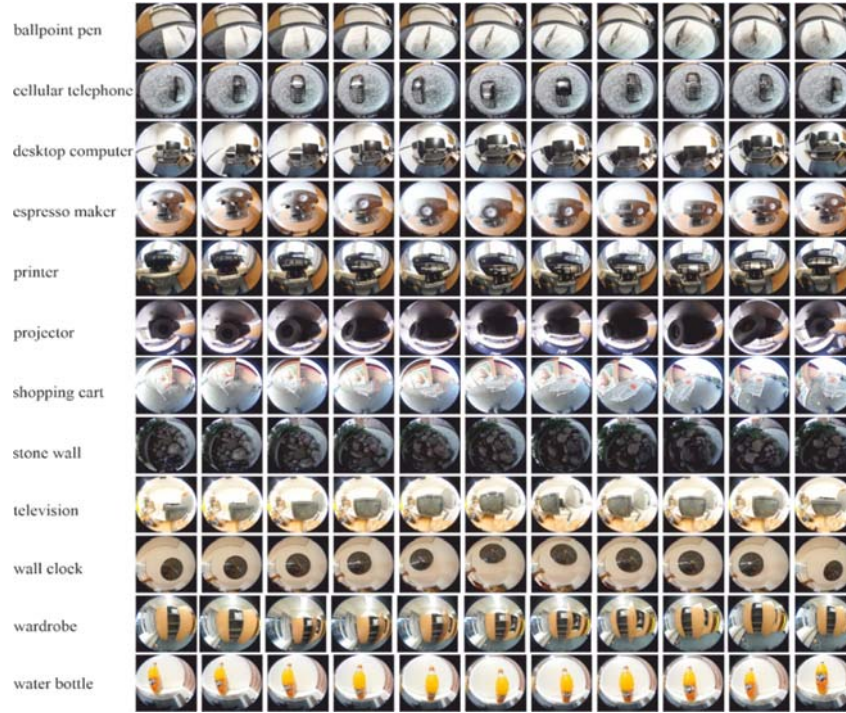 ballpoint pen
cellular telephone
desktop computer
espresso maker
printer
projector
shopping cart
stone wall
television
wall clock
wardrobe
water bottle